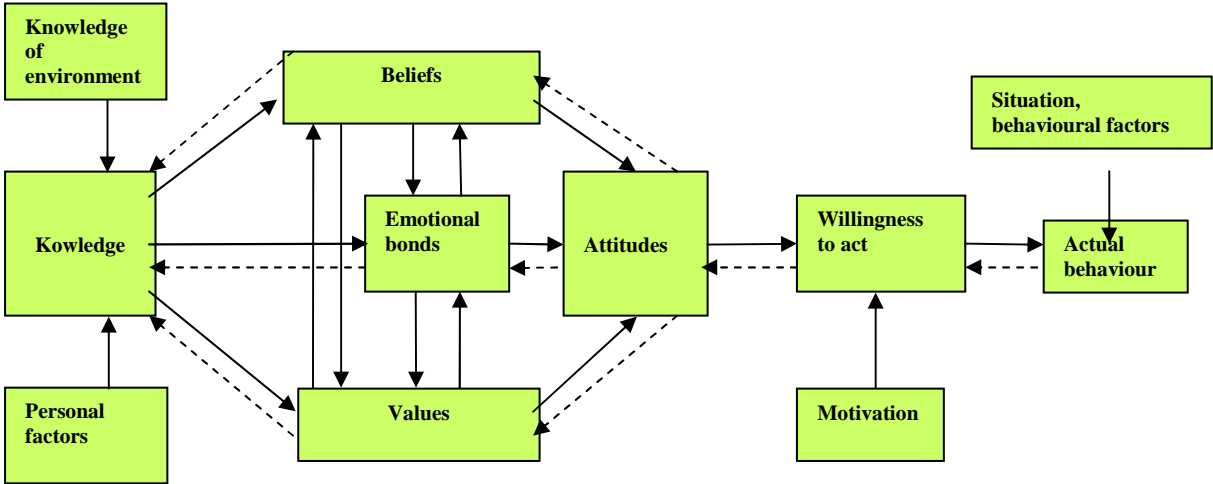 Knowledge
of
environment
Beliefs
Situation,
behavioural factors
Kowledge
Emotional
bonds
Attitudes
Willingness
to act
Actual
behaviour
Personal
factors
Values
Motivation